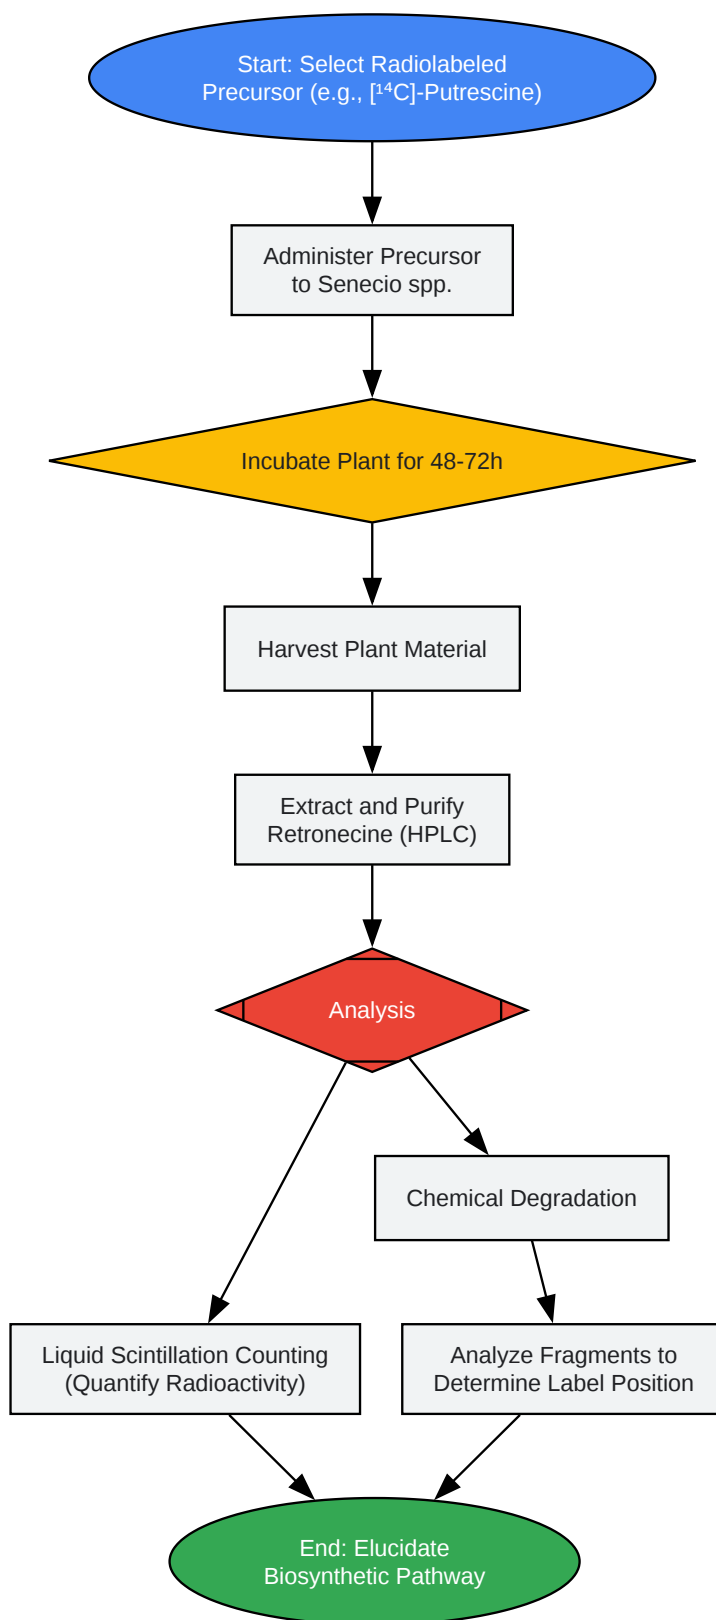 Start: Select Radiolabeled
Precursor (e.g., [¹⁴C]-Putrescine)
Administer Precursor
to Senecio spp.
Incubate Plant for 48-72h
Harvest Plant Material
Extract and Purify
Retronecine (HPLC)
Analysis
Chemical Degradation
Liquid Scintillation Counting
(Quantify Radioactivity)
Analyze Fragments to
Determine Label Position
End: Elucidate
Biosynthetic Pathway